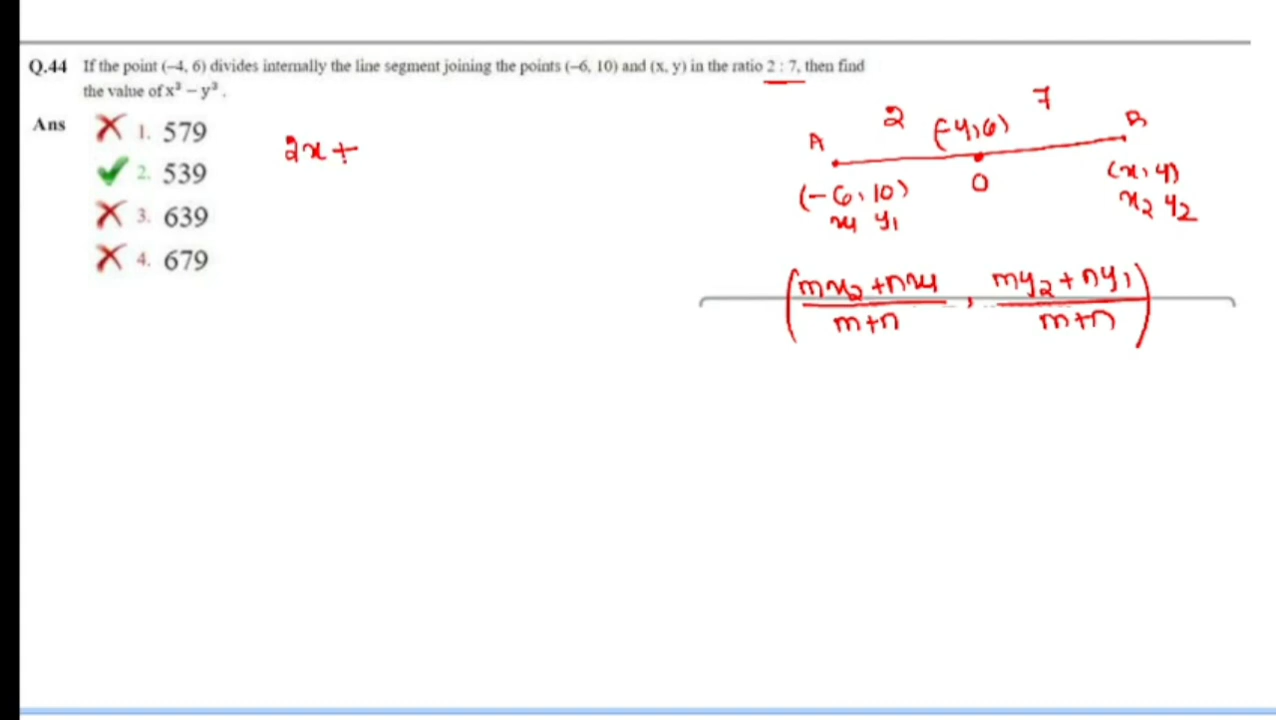 Q.44 If the point (–4, 6) divides internally the line segment joining the points (–6, 10) and (x, y) in the ratio 2 : 7, then find
the value of x³ – y³ .
Ans 1. 579
2. 539
3. 639
4. 679
2x+
2 7
A (-4,6) B
(-6, 10) O (x, y)
x1 y1 x2 y2
(mx2+nx1/m+n , my2+ny1/m+n)